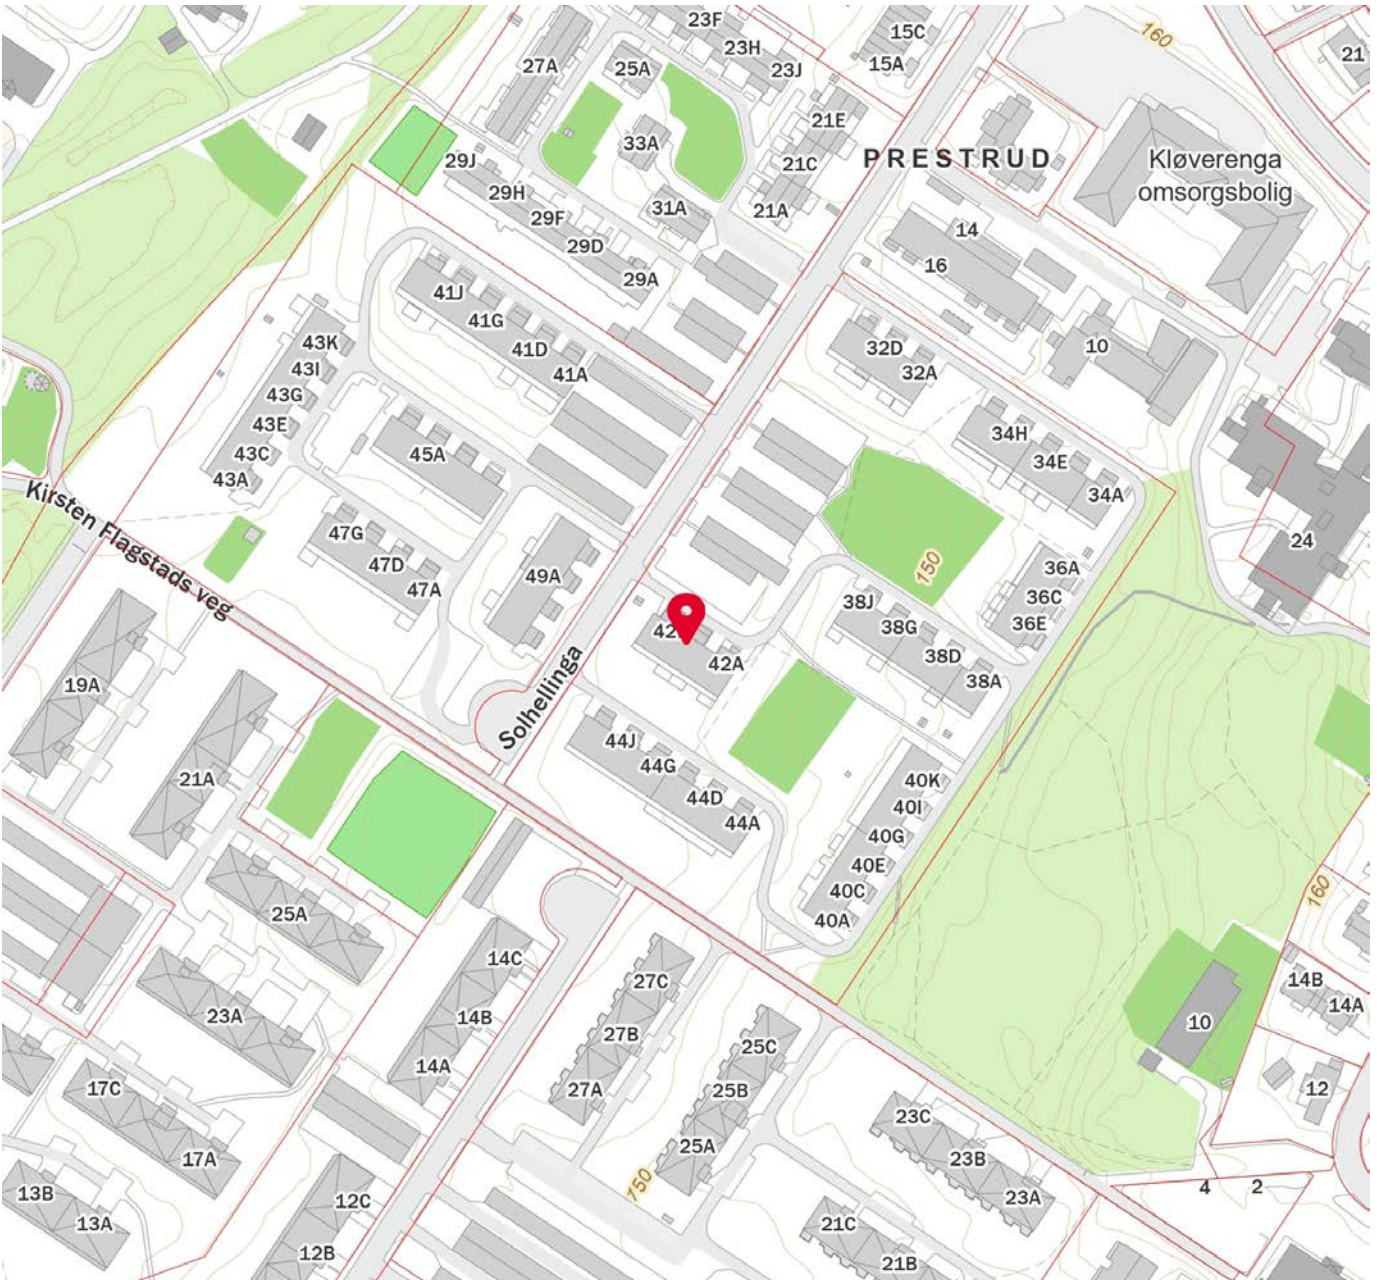 23F
15C
160
23H
27A
25A
23J
15A
21
21E
33A
29J
21C
PRESTRUD
Kløverenga
omsorgsbolig
29H
31A
21A
29F
14
29D
16
29A
41J
41G
43K
41D
32D
10
43I
41A
32A
43G
43E
34H
45A
43C
34E
43A
34A
Kirsten Flagstads veg
47G
24
47D
49A
150
36A
47A
38J
36C
42
38G
36E
42A
38D
19A
38A
Solhellinga
44J
21A
44G
40K
44D
40I
44A
40G
40E
160
40C
25A
40A
14C
27C
14B
14A
23A
14B
10
27B
25C
14A
17C
27A
25B
12
23C
25A
17A
23B
150
13B
12C
23A
4
2
13A
21C
12B
21B